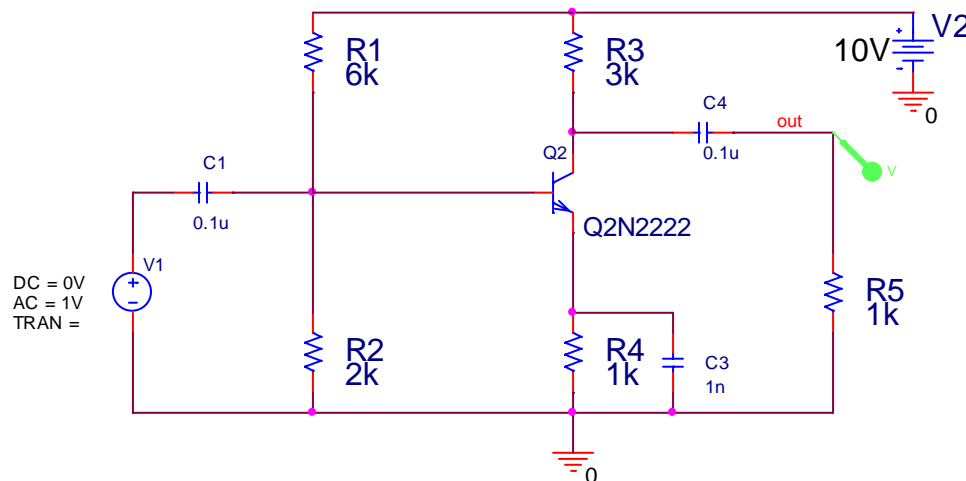 R1
6k
R3
3k
10V
V2
0
C4
0.1u
out
V
Q2
Q2N2222
C1
0.1u
V1
DC = 0V
AC = 1V
TRAN =
R2
2k
R4
1k
C3
1n
R5
1k
0